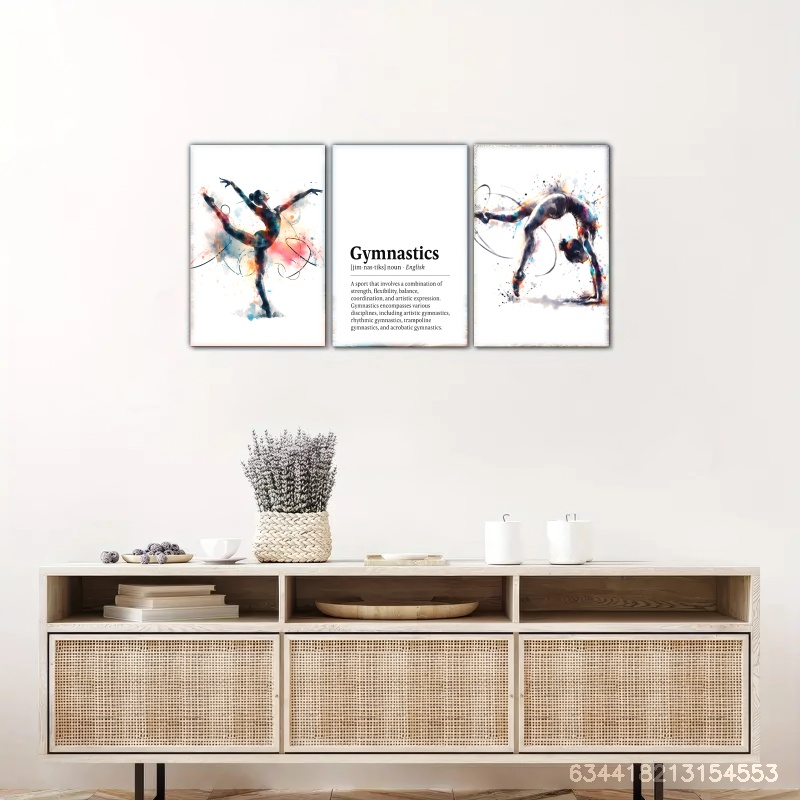 Gymnastics
[jim·nas·tiks] noun · English
A sport that involves a combination of
strength, flexibility, balance,
coordination, and artistic expression.
Gymnastics encompasses various
disciplines, including artistic gymnastics,
rhythmic gymnastics, trampoline
gymnastics, and acrobatic gymnastics.
634418213154553